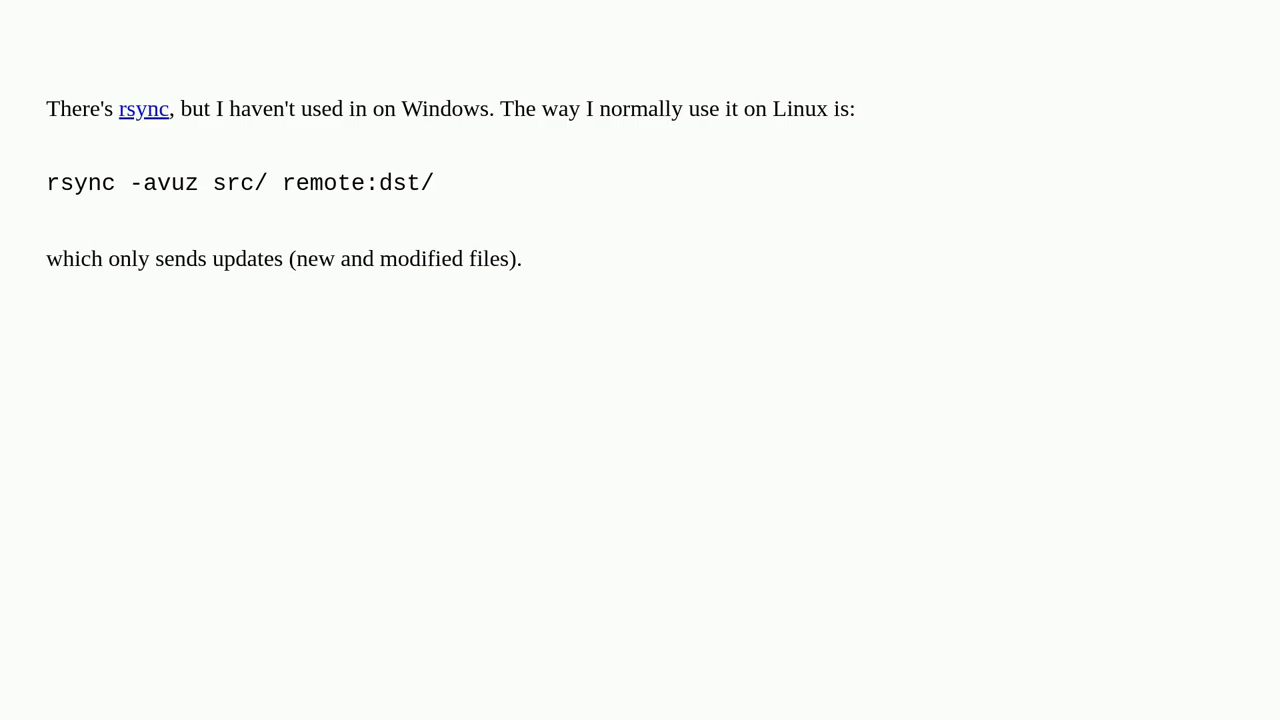 There's rsync, but I haven't used in on Windows. The way I normally use it on Linux is:
rsync -avuz src/ remote:dst/
which only sends updates (new and modified files).